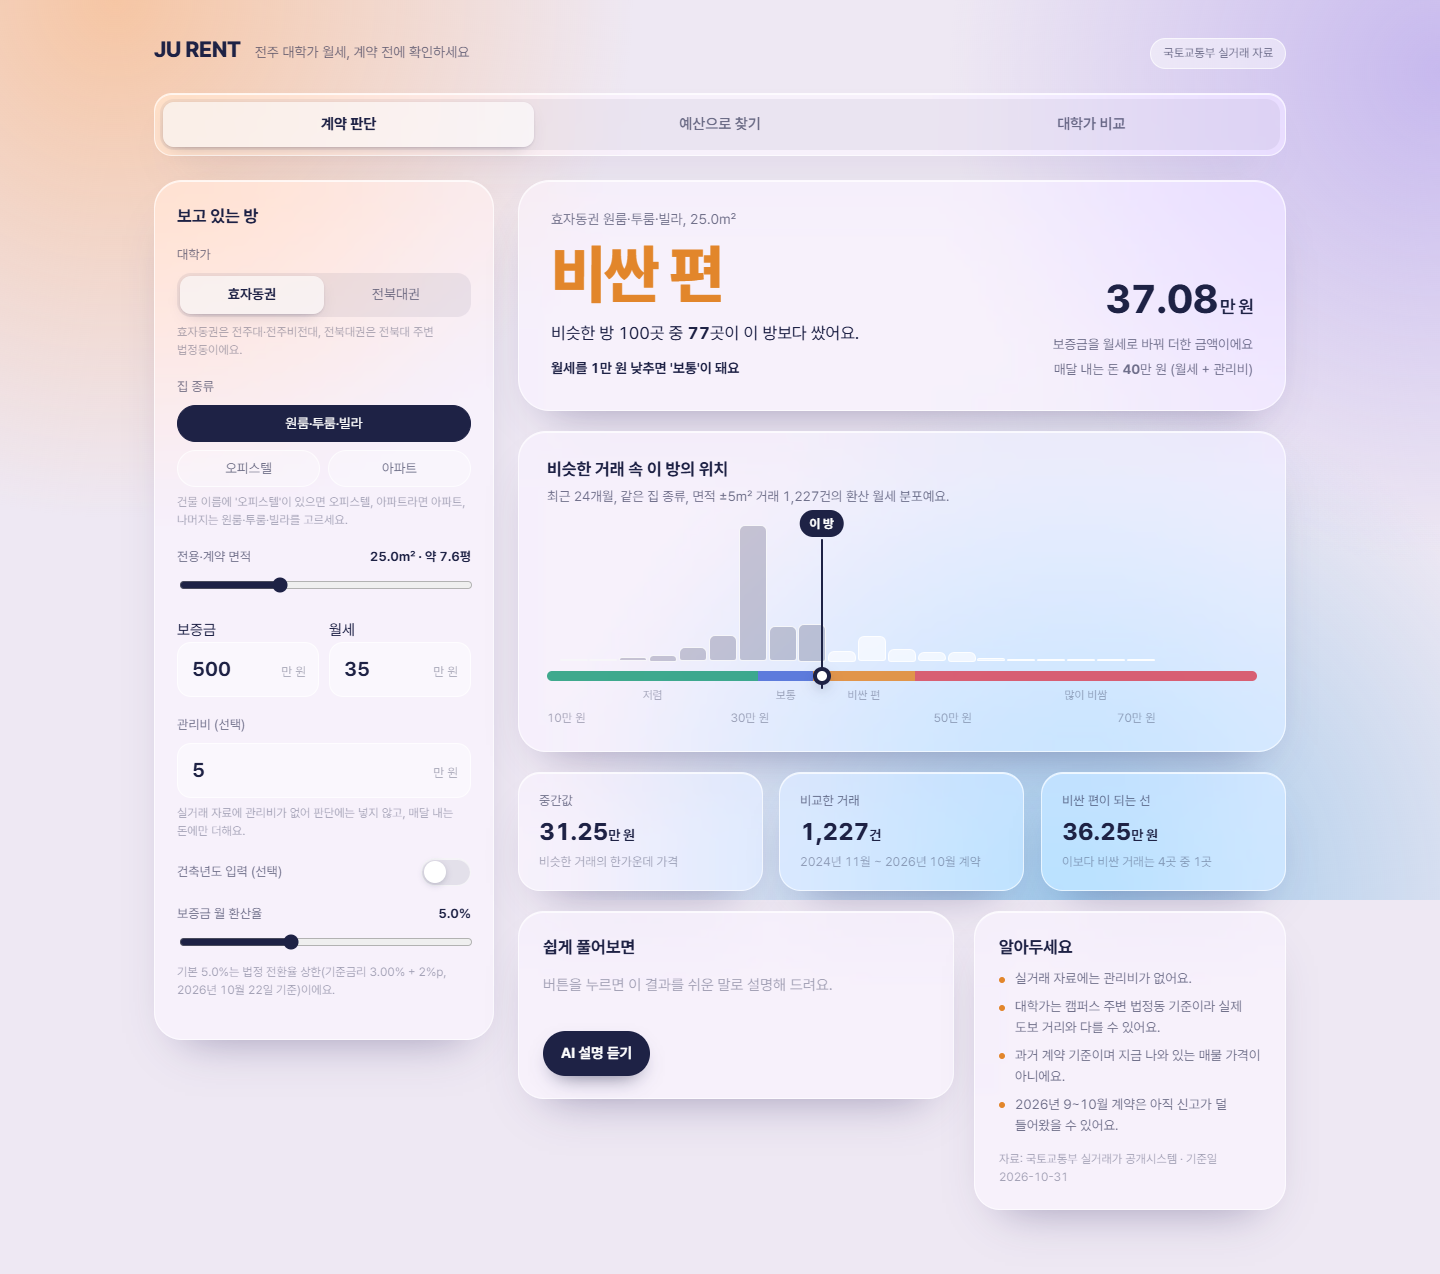 JU RENT
전주 대학가 월세, 계약 전에 확인하세요
국토교통부 실거래 자료
계약 판단
예산으로 찾기
대학가 비교
보고 있는 방
대학가
효자동권
전북대권
효자동권은 전주대·전주비전대, 전북대권은 전북대 주변
법정동이에요.
집 종류
원룸·투룸·빌라
오피스텔
아파트
건물 이름에 '오피스텔'이 있으면 오피스텔, 아파트라면 아파트,
나머지는 원룸·투룸·빌라를 고르세요.
전용·계약 면적
25.0m² · 약 7.6평
보증금
월세
500 만 원
35 만 원
관리비 (선택)
5 만 원
실거래 자료에 관리비가 없어 판단에는 넣지 않고, 매달 내는
돈에만 더해요.
건축년도 입력 (선택)
보증금 월 환산율
5.0%
기본 5.0%는 법정 전환율 상한(기준금리 3.00% + 2%p,
2026년 10월 22일 기준)이에요.
효자동권 원룸·투룸·빌라, 25.0m²
비싼 편
비슷한 방 100곳 중 77곳이 이 방보다 쌌어요.
월세를 1만 원 낮추면 '보통'이 돼요
37.08만 원
보증금을 월세로 바꿔 더한 금액이에요
매달 내는 돈 40만 원 (월세 + 관리비)
비슷한 거래 속 이 방의 위치
최근 24개월, 같은 집 종류, 면적 ±5m² 거래 1,227건의 환산 월세 분포예요.
이 방
저렴
보통
비싼 편
많이 비쌈
10만 원
30만 원
50만 원
70만 원
중간값
31.25만 원
비슷한 거래의 한가운데 가격
비교한 거래
1,227건
2024년 11월 ~ 2026년 10월 계약
비싼 편이 되는 선
36.25만 원
이보다 비싼 거래는 4곳 중 1곳
쉽게 풀어보면
버튼을 누르면 이 결과를 쉬운 말로 설명해 드려요.
AI 설명 듣기
알아두세요
실거래 자료에는 관리비가 없어요.
대학가는 캠퍼스 주변 법정동 기준이라 실제
도보 거리와 다를 수 있어요.
과거 계약 기준이며 지금 나와 있는 매물 가격이
아니에요.
2026년 9~10월 계약은 아직 신고가 덜
들어왔을 수 있어요.
자료: 국토교통부 실거래가 공개시스템 · 기준일
2026-10-31